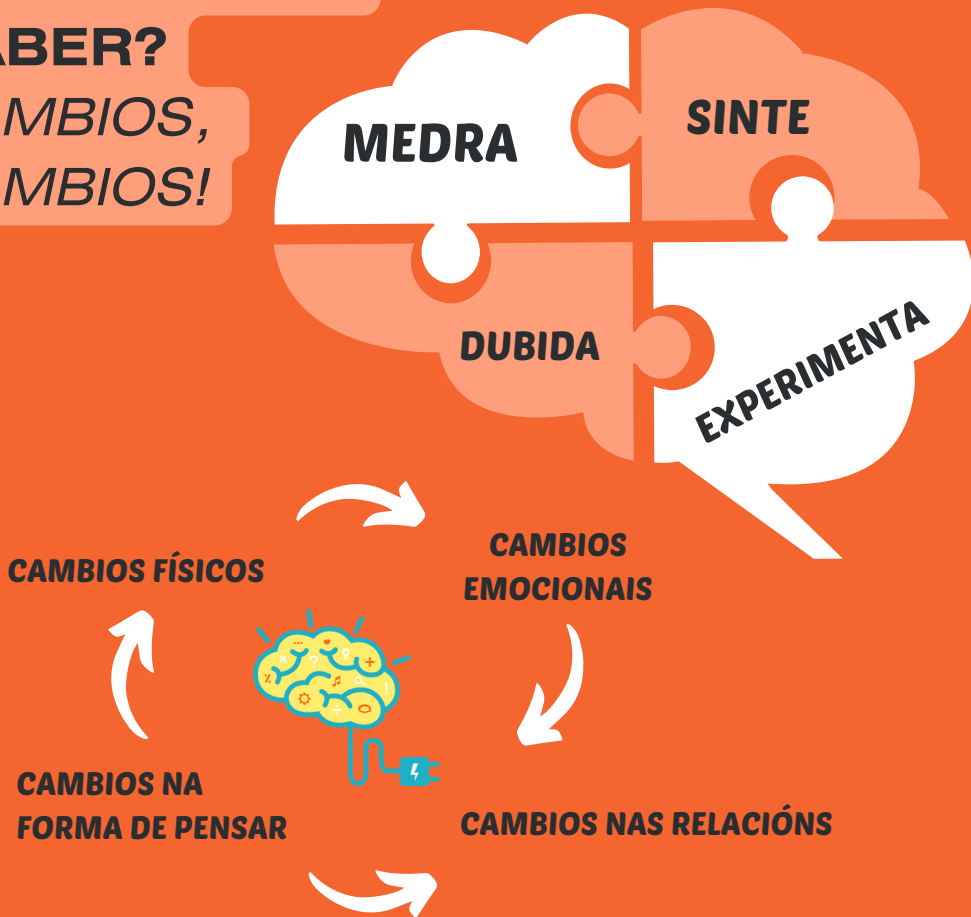 ABER?
MBIOS,
MBIOS!
MEDRA
SINTE
DUBIDA
EXPERIMENTA
CAMBIOS FÍSICOS
CAMBIOS
EMOCIONAIS
CAMBIOS NA
FORMA DE PENSAR
CAMBIOS NAS RELACIÓNS